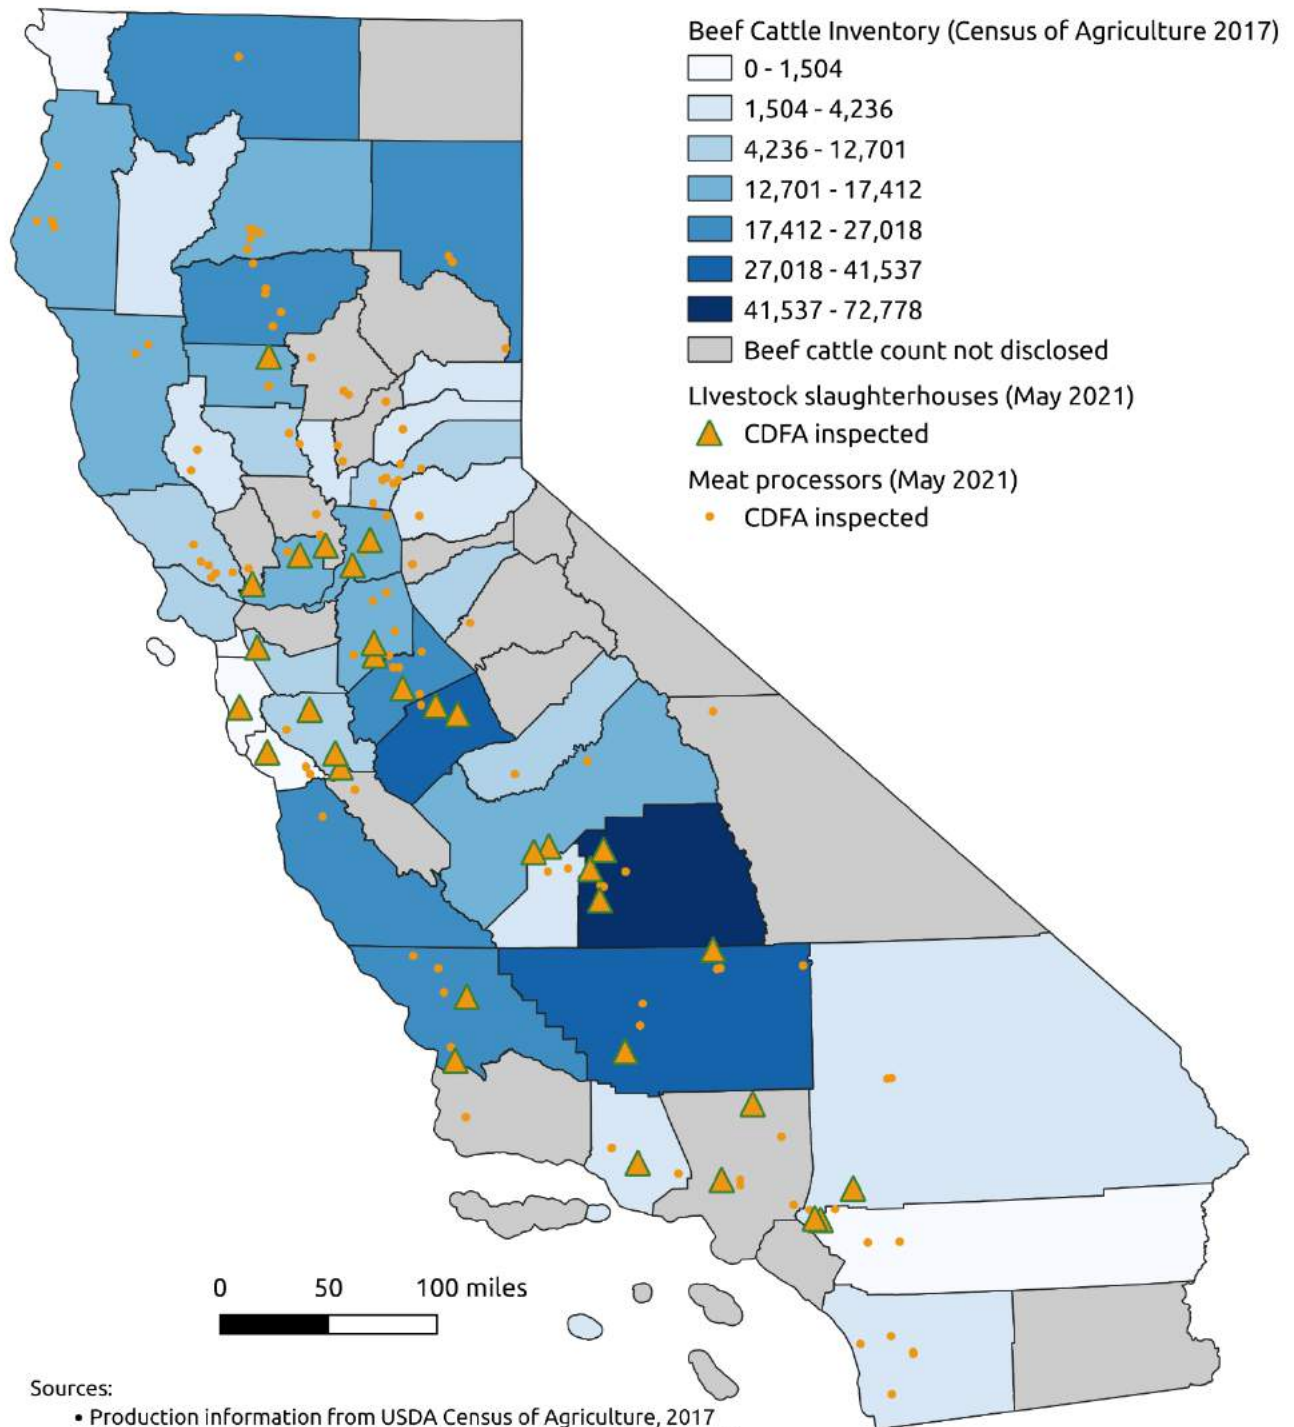 Beef Cattle Inventory (Census of Agriculture 2017)
0 - 1,504
1,504 - 4,236
4,236 - 12,701
12,701 - 17,412
17,412 - 27,018
27,018 - 41,537
41,537 - 72,778
Beef cattle count not disclosed
LIvestock slaughterhouses (May 2021)
CDFA inspected
Meat processors (May 2021)
CDFA inspected
0 50 100 miles
Sources:
• Production information from USDA Census of Agriculture, 2017